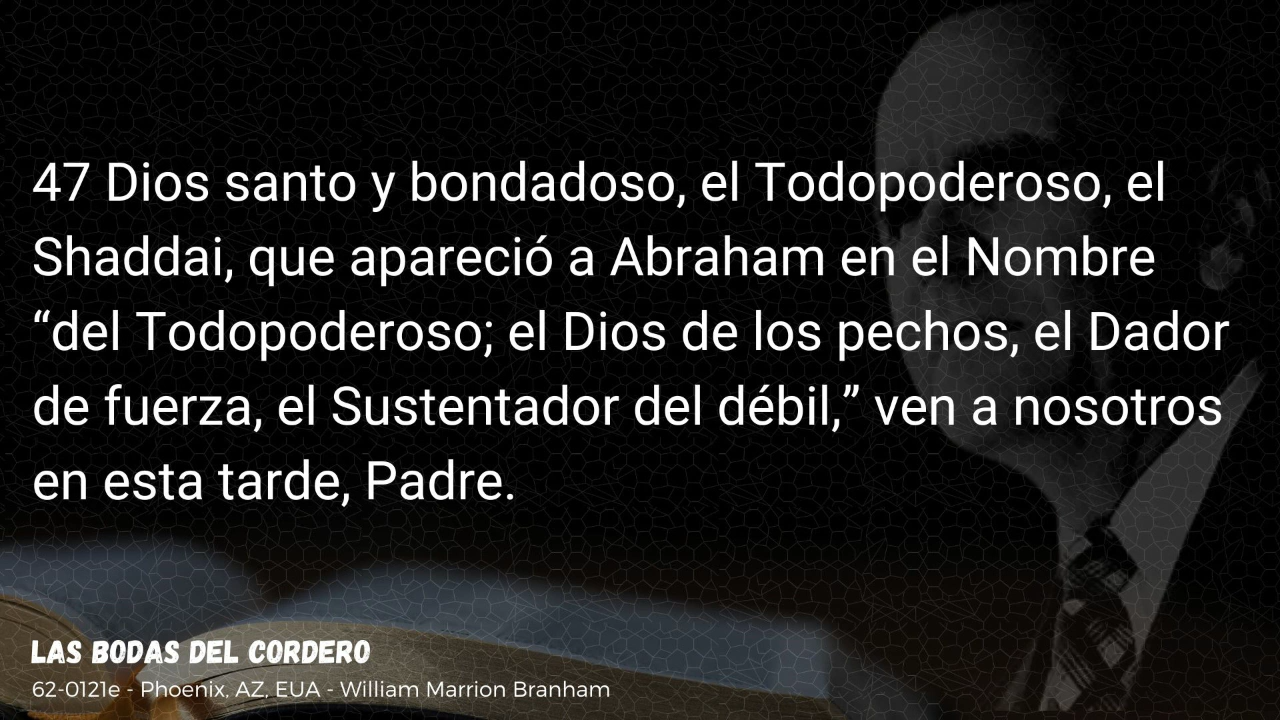 47 Dios santo y bondadoso, el Todopoderoso, el
Shaddai, que apareció a Abraham en el Nombre
“del Todopoderoso; el Dios de los pechos, el Dador
de fuerza, el Sustentador del débil,” ven a nosotros
en esta tarde, Padre.
LAS BODAS DEL CORDERO
62-0121e - Phoenix, AZ, EUA - William Marrion Branham